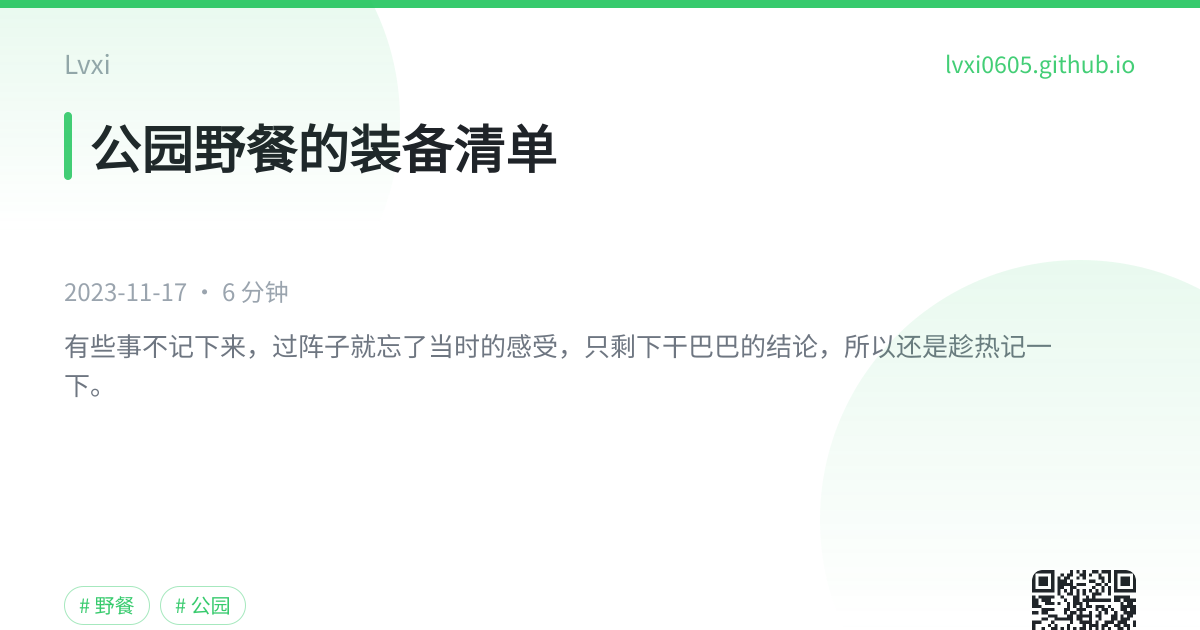 Lvxi
lvxi0605.github.io
公园野餐的装备清单
2023-11-17 · 6 分钟
有些事不记下来，过阵子就忘了当时的感受，只剩下干巴巴的结论，所以还是趁热记一
下。
# 野餐
# 公园